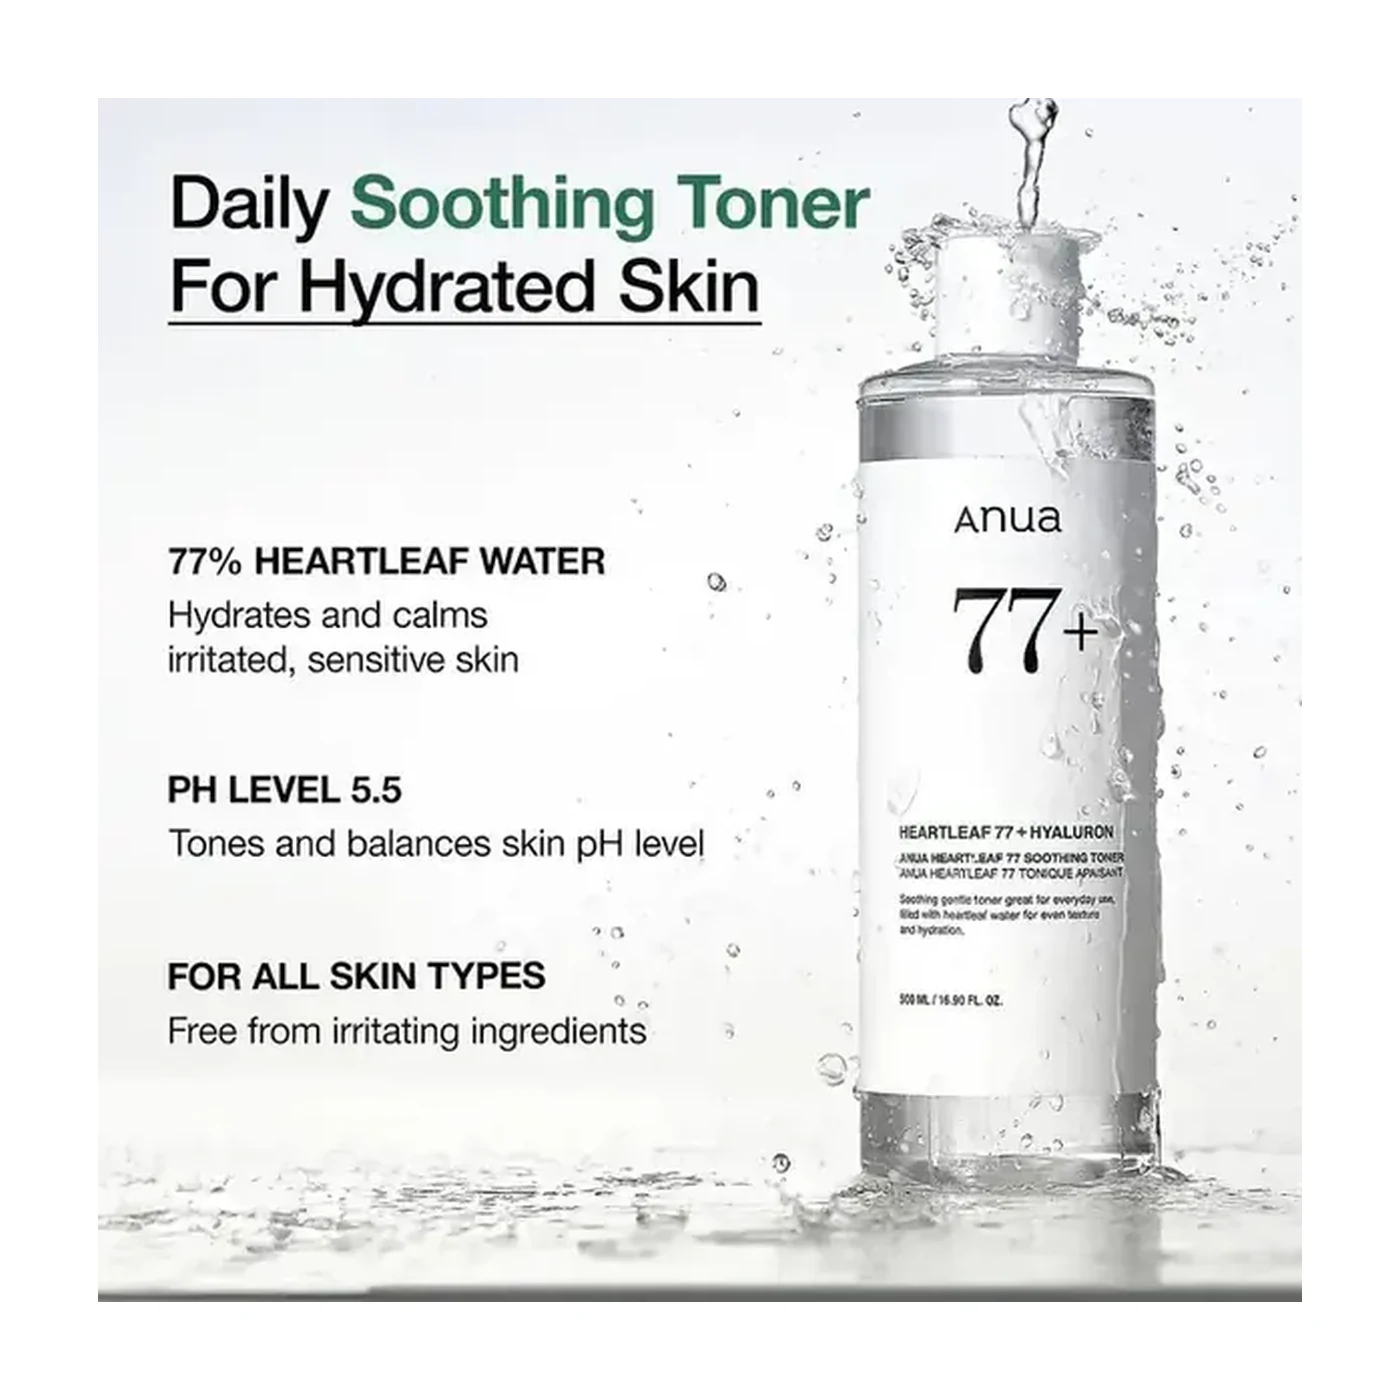 Daily Soothing Toner
For Hydrated Skin
77% HEARTLEAF WATER
Hydrates and calms
irritated, sensitive skin
PH LEVEL 5.5
Tones and balances skin pH level
FOR ALL SKIN TYPES
Free from irritating ingredients
Anua
77+
HEARTLEAF 77 + HYALURON
ANUA HEARTLEAF 77 SOOTHING TONER
ANUA HEARTLEAF 77 TONIQUE APAISANT
Soothing gentle toner great for everyday use,
filled with heartleaf water for even texture
and hydration.
500 ML / 16.90 FL. OZ.